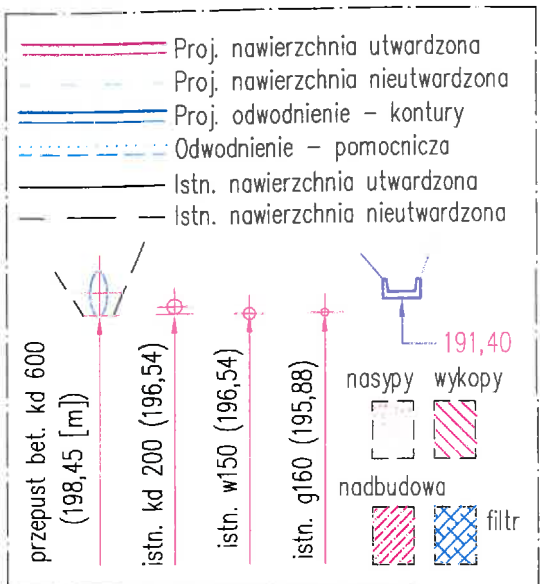 Proj. nawierzchnia utwardzona
Proj. nawierzchnia nieutwardzona
Proj. odwodnienie – kontury
Odwodnienie – pomocnicza
Istn. nawierzchnia utwardzona
Istn. nawierzchnia nieutwardzona
przepust bet. kd 600
(198,45 [m])
istn. kd 200 (196,54)
istn. w150 (196,54)
istn. g160 (195,88)
191,40
nasypy wykopy
nadbudowa
filtr